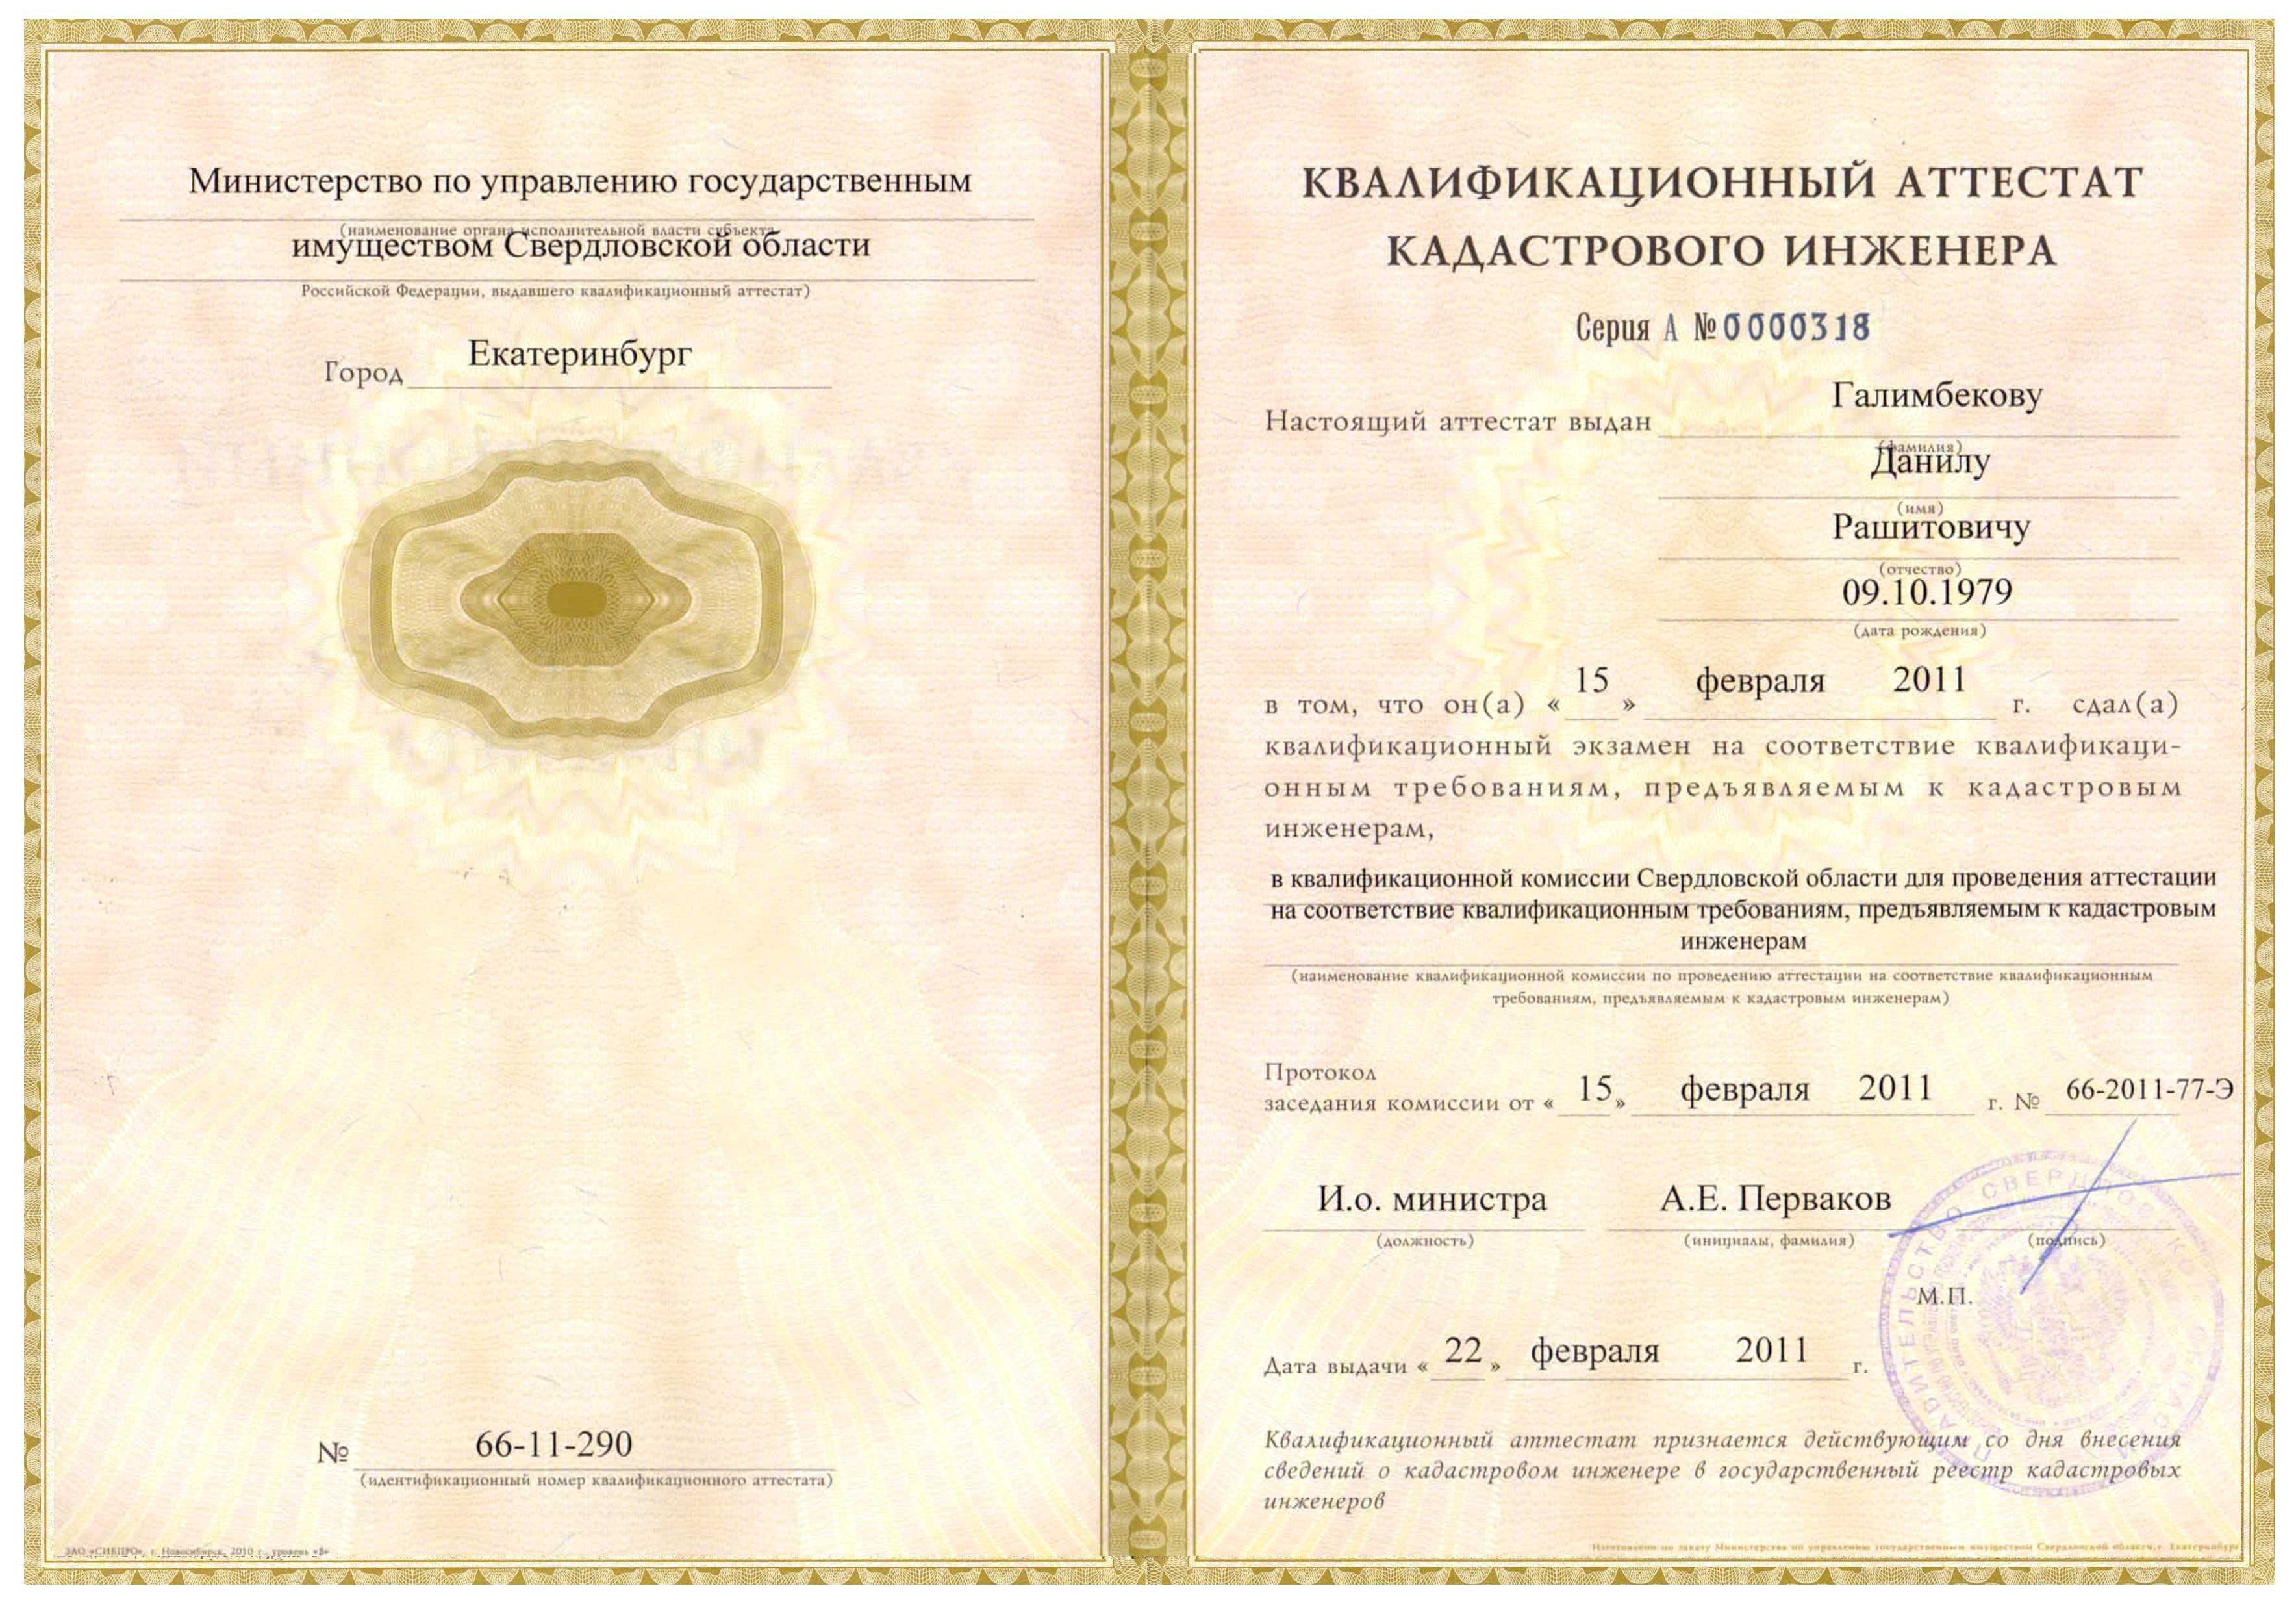 Министерство по управлению государственным
(наименование органа исполнительной власти субъекта
имуществом Свердловской области
Российской Федерации, выдавшего квалификационный аттестат)
Город Екатеринбург
№ 66-11-290
(идентификационный номер квалификационного аттестата)
ЗАО «СИБПРО», г. Новосибирск, 2010 г., уровень «В»
КВАЛИФИКАЦИОННЫЙ АТТЕСТАТ
КАДАСТРОВОГО ИНЖЕНЕРА
Серия А № 0000318
Настоящий аттестат выдан Галимбекову
(фамилия)
Данилу
(имя)
Рашитовичу
(отчество)
09.10.1979
(дата рождения)
в том, что он(а) « 15 » февраля 2011 г. сдал(а)
квалификационный экзамен на соответствие квалификаци-
онным требованиям, предъявляемым к кадастровым
инженерам,
в квалификационной комиссии Свердловской области для проведения аттестации
на соответствие квалификационным требованиям, предъявляемым к кадастровым
инженерам
(наименование квалификационной комиссии по проведению аттестации на соответствие квалификационным
требованиям, предъявляемым к кадастровым инженерам)
Протокол
заседания комиссии от « 15 » февраля 2011 г. № 66-2011-77-Э
И.о. министра А.Е. Перваков
(должность) (инициалы, фамилия) (подпись)
М.П.
Дата выдачи « 22 » февраля 2011 г.
Квалификационный аттестат признается действующим со дня внесения
сведений о кадастровом инженере в государственный реестр кадастровых
инженеров
Изготовлено по заказу Министерства по управлению государственным имуществом Свердловской области, г. Екатеринбург